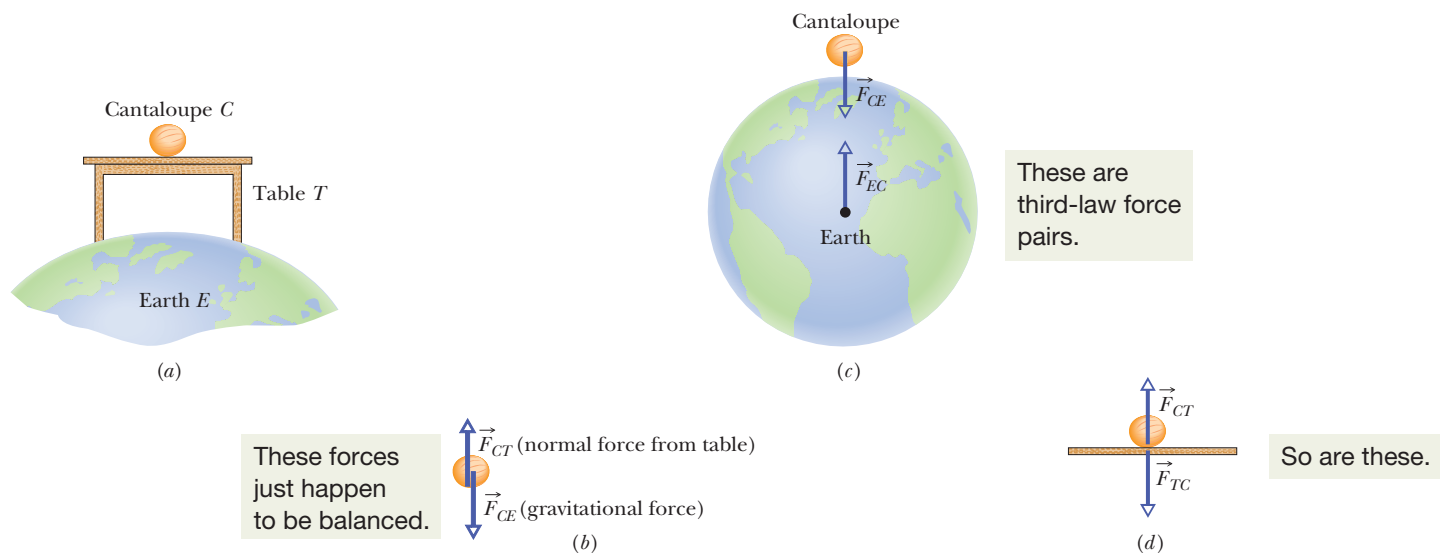 Cantaloupe C
Table T
Earth E
(a)
These forces
just happen
to be balanced.
F⃗CT (normal force from table)
F⃗CE (gravitational force)
(b)
Cantaloupe
F⃗CE
F⃗EC
Earth
(c)
These are
third-law force
pairs.
F⃗CT
F⃗TC
(d)
So are these.